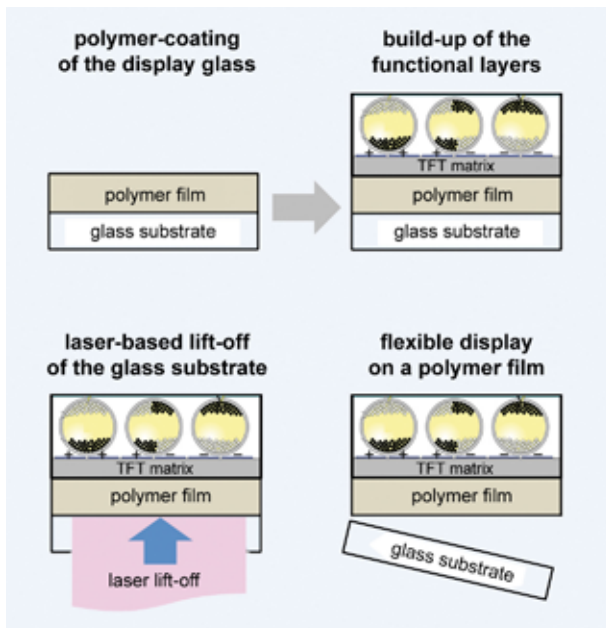 polymer-coating
of the display glass
build-up of the
functional layers
TFT matrix
polymer film
polymer film
glass substrate
glass substrate
laser-based lift-off
of the glass substrate
flexible display
on a polymer film
TFT matrix
TFT matrix
polymer film
polymer film
laser lift-off
glass substrate